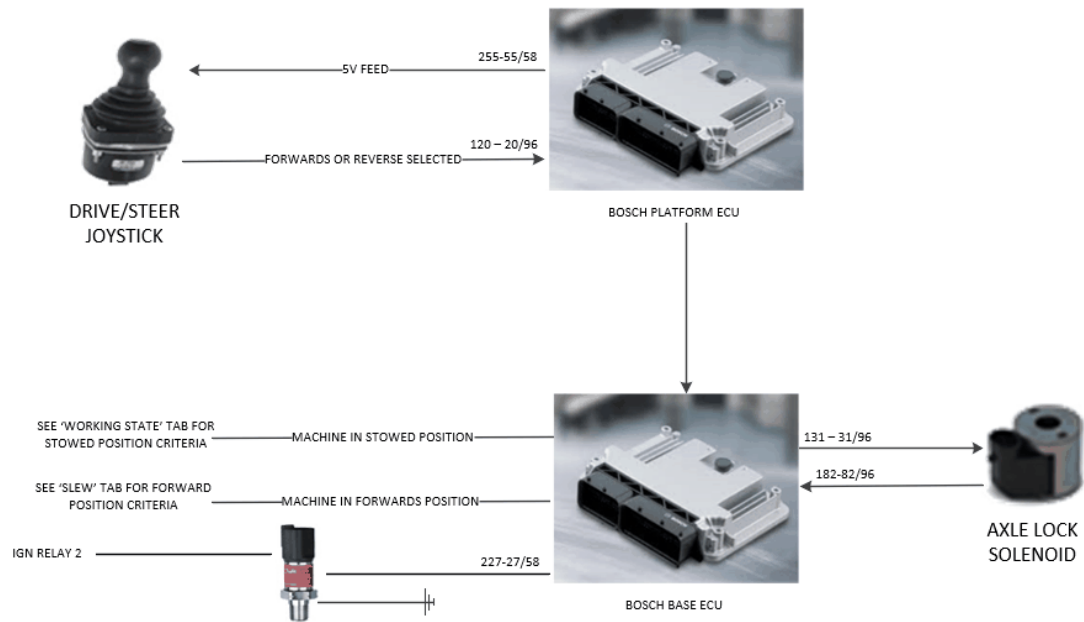 255-55/58
5V FEED
120 – 20/96
FORWARDS OR REVERSE SELECTED
DRIVE/STEER
JOYSTICK
BOSCH PLATFORM ECU
SEE 'WORKING STATE' TAB FOR
STOWED POSITION CRITERIA
MACHINE IN STOWED POSITION
131 – 31/96
182-82/96
SEE 'SLEW' TAB FOR FORWARD
POSITION CRITERIA
MACHINE IN FORWARDS POSITION
AXLE LOCK
SOLENOID
IGN RELAY 2
227-27/58
BOSCH BASE ECU